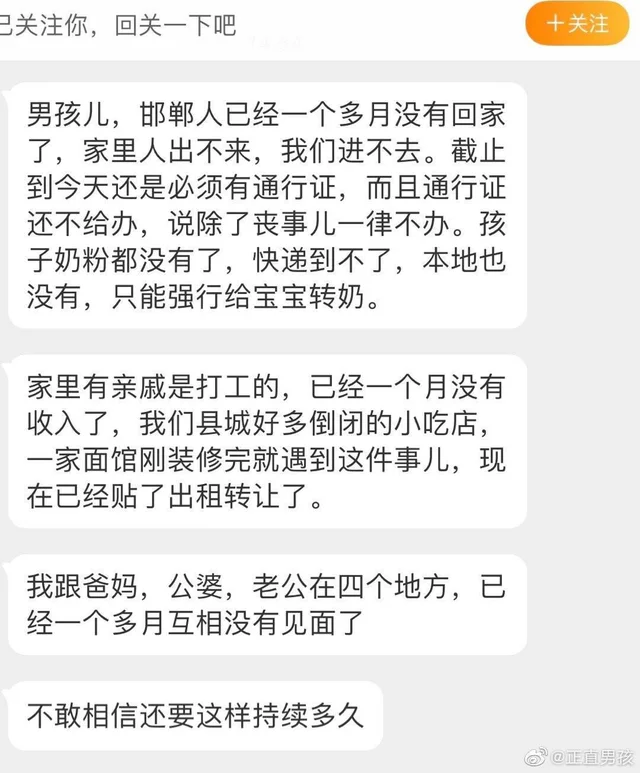 已关注你，回关一下吧
＋关注
男孩儿，邯郸人已经一个多月没有回家
了，家里人出不来，我们进不去。截止
到今天还是必须有通行证，而且通行证
还不给办，说除了丧事儿一律不办。孩
子奶粉都没有了，快递到不了，本地也
没有，只能强行给宝宝转奶。
家里有亲戚是打工的，已经一个月没有
收入了，我们县城好多倒闭的小吃店，
一家面馆刚装修完就遇到这件事儿，现
在已经贴了出租转让了。
我跟爸妈，公婆，老公在四个地方，已
经一个多月互相没有见面了
不敢相信还要这样持续多久
@正直男孩